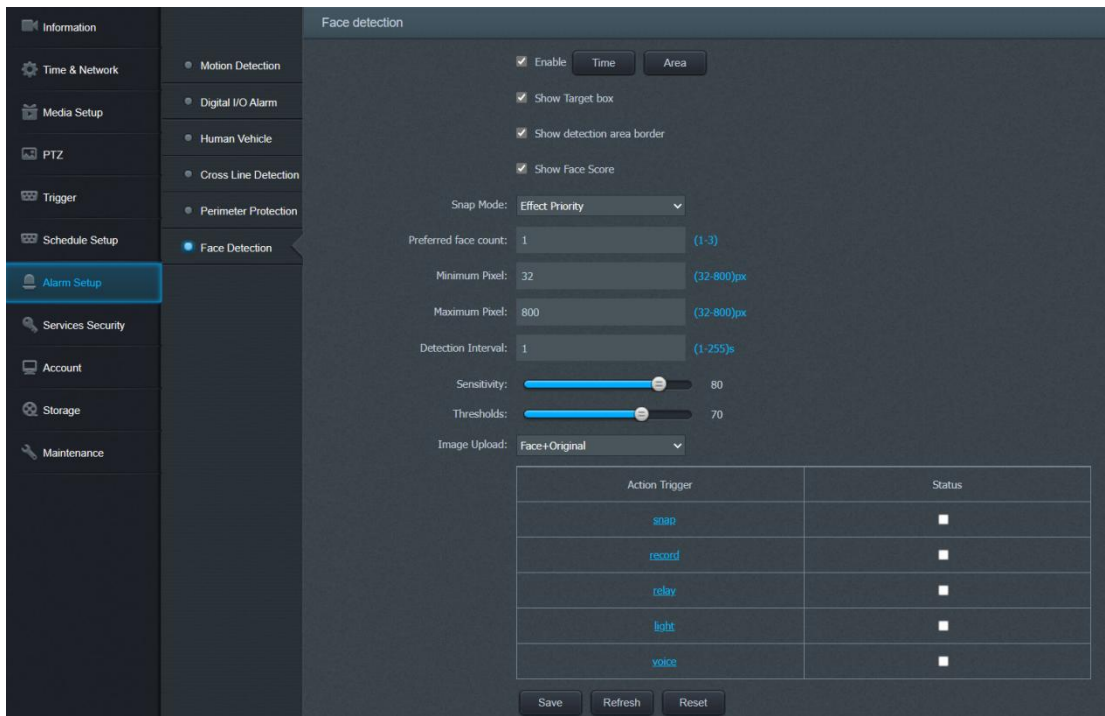 Information
Time & Network
Media Setup
PTZ
Trigger
Schedule Setup
Alarm Setup
Services Security
Account
Storage
Maintenance
Motion Detection
Digital I/O Alarm
Human Vehicle
Cross Line Detection
Perimeter Protection
Face Detection
Face detection
Enable Time Area
Show Target box
Show detection area border
Show Face Score
Snap Mode: Effect Priority
Preferred face count: 1 (1-3)
Minimum Pixel: 32 (32-800)px
Maximum Pixel: 800 (32-800)px
Detection Interval: 1 (1-255)s
Sensitivity: 80
Thresholds: 70
Image Upload: Face+Original
Action Trigger Status
snap
record
relay
light
voice
Save Refresh Reset